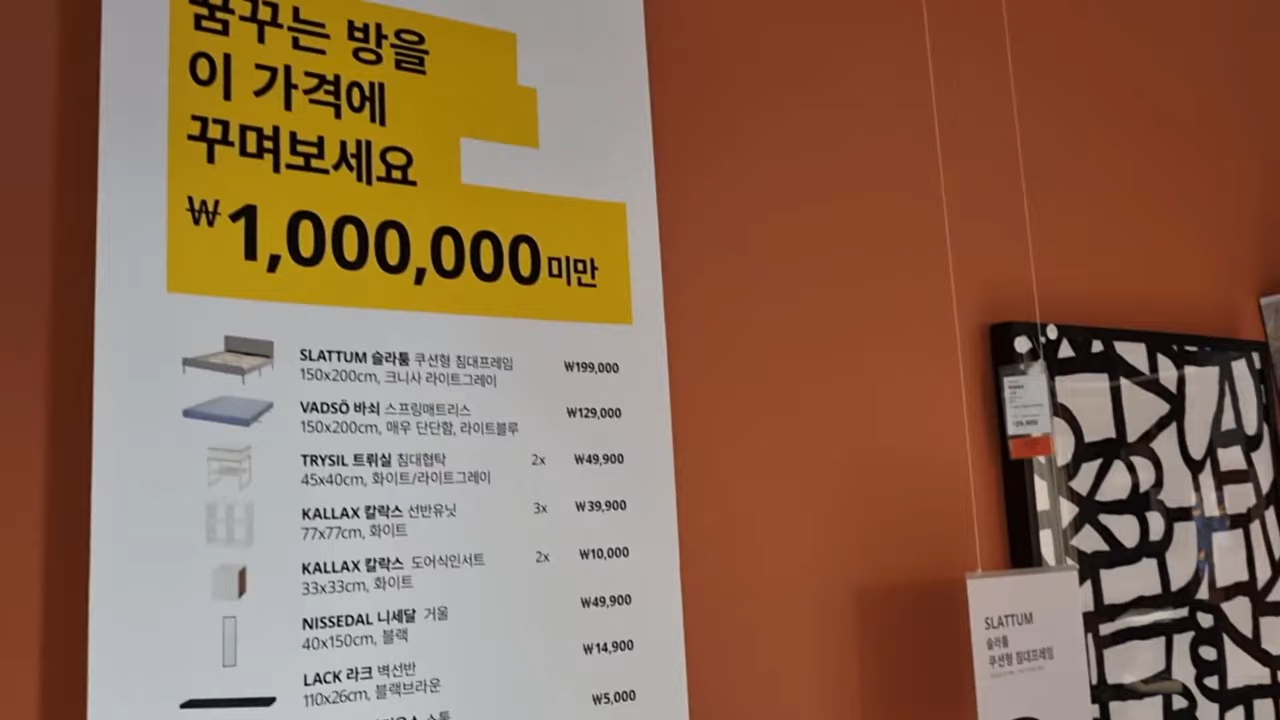 꿈꾸는 방을
이 가격에
꾸며보세요
₩1,000,000미만
SLATTUM 슬라툼 쿠션형 침대프레임 ₩199,000
150x200cm, 크니사 라이트그레이
VADSÖ 바쇠 스프링매트리스 ₩129,000
150x200cm, 매우 단단함, 라이트블루
TRYSIL 트뤼실 침대협탁 2x ₩49,900
45x40cm, 화이트/라이트그레이
KALLAX 칼락스 선반유닛 3x ₩39,900
77x77cm, 화이트
KALLAX 칼락스 도어식인서트 2x ₩10,000
33x33cm, 화이트
NISSEDAL 니세달 거울 ₩49,900
40x150cm, 블랙
LACK 라크 벽선반 ₩14,900
110x26cm, 블랙브라운
₩5,000
SLATTUM
슬라툼
쿠션형 침대프레임